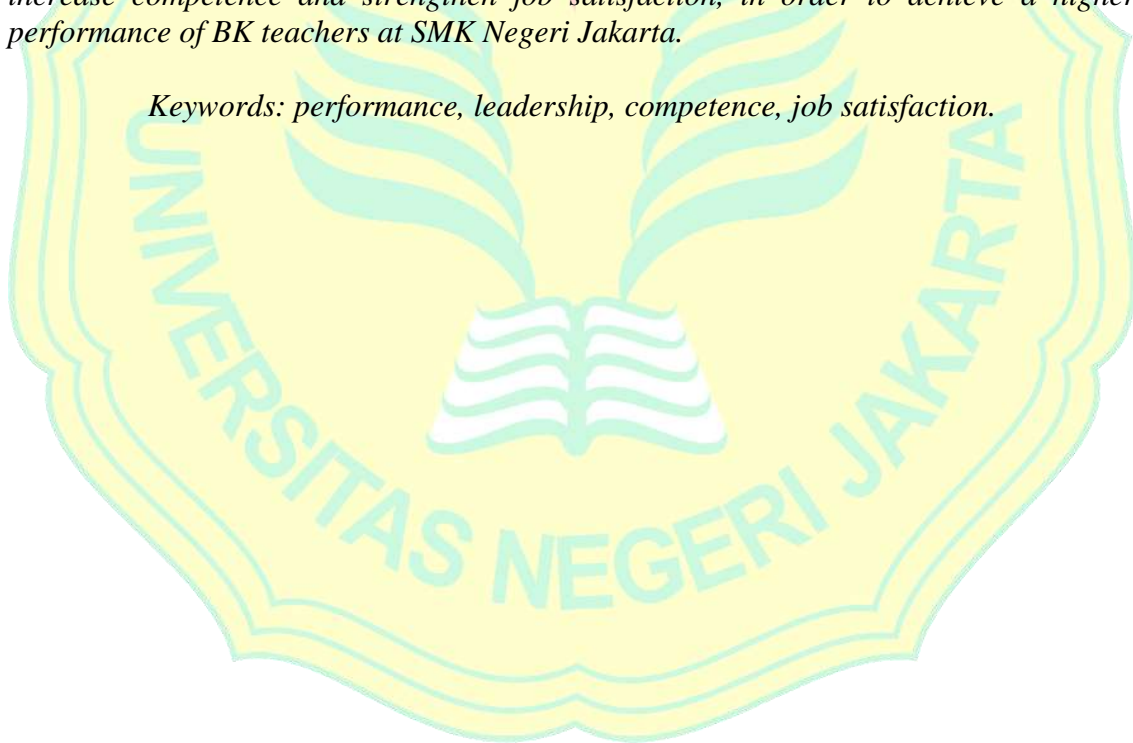 increase competence and strengthen job satisfaction, in order to achieve a higher
performance of BK teachers at SMK Negeri Jakarta.
Keywords: performance, leadership, competence, job satisfaction.
UNIVERSITAS NEGERI JAKARTA